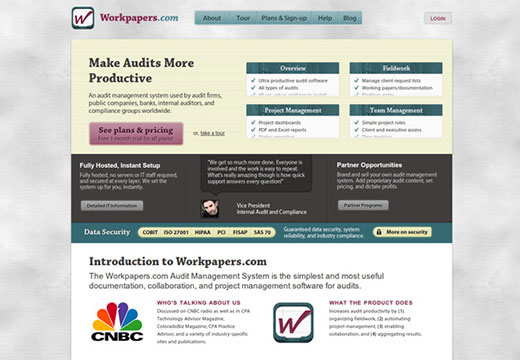 Workpapers.com
About Tour Plans & Sign-up Help Blog
LOGIN
Make Audits More
Productive
An audit management system used by audit firms,
public companies, banks, internal auditors, and
compliance groups worldwide.
See plans & pricing
Free 1 month trial for all plans!
or, take a tour
Overview
Ultra productive audit software
All types of audits
Fieldwork
Manage client request lists
Working papers/documentation
Project Management
Project dashboards
PDF and Excel reports
Team Management
Simple project roles
Client and executive access
Fully Hosted, Instant Setup
Fully hosted, no servers or IT staff required,
and secured at every layer. We set the
system up for you, instantly.
Detailed IT Information
"We get so much more done. Everyone is
involved and the work is easy to repeat.
What's really amazing though is how quick
support answers every question!"
Vice President
Internal Audit and Compliance
Partner Opportunities
Brand and sell your own audit management
system. Add proprietary audit content, set
pricing, and dictate profits.
Partner Programs
Data Security
COBIT ISO 27001 HIPAA PCI FISAP SAS 70
Guaranteed data security, system
reliability, and industry compliance.
More on security
Introduction to Workpapers.com
The Workpapers.com Audit Management System is the simplest and most useful
documentation, collaboration, and project management software for audits.
CNBC
WHO'S TALKING ABOUT US
Discussed on CNBC radio as well as in CPA
Technology Advisor Magazine,
ColoradoBiz Magazine, CPA Practice
Advisor, and a variety of industry-specific
sites and publications.
WHAT THE PRODUCT DOES
Increase audit productivity by (1)
organizing fieldwork, (2) automating
project management, (3) enabling
collaboration, and (4) aggregating results.